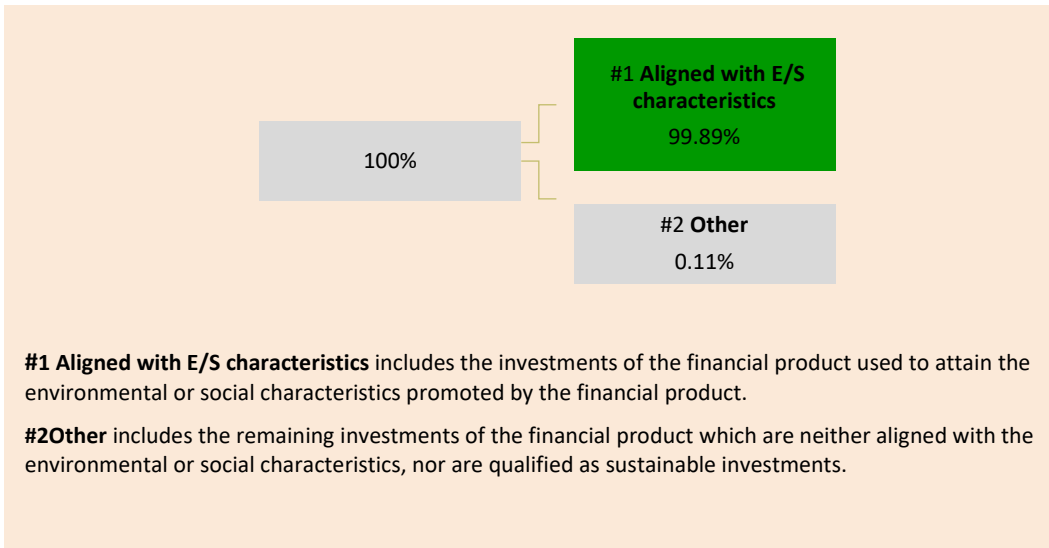 #1 Aligned with E/S
characteristics
99.89%
100%
#2 Other
0.11%
#1 Aligned with E/S characteristics includes the investments of the financial product used to attain the
environmental or social characteristics promoted by the financial product.
#2Other includes the remaining investments of the financial product which are neither aligned with the
environmental or social characteristics, nor are qualified as sustainable investments.